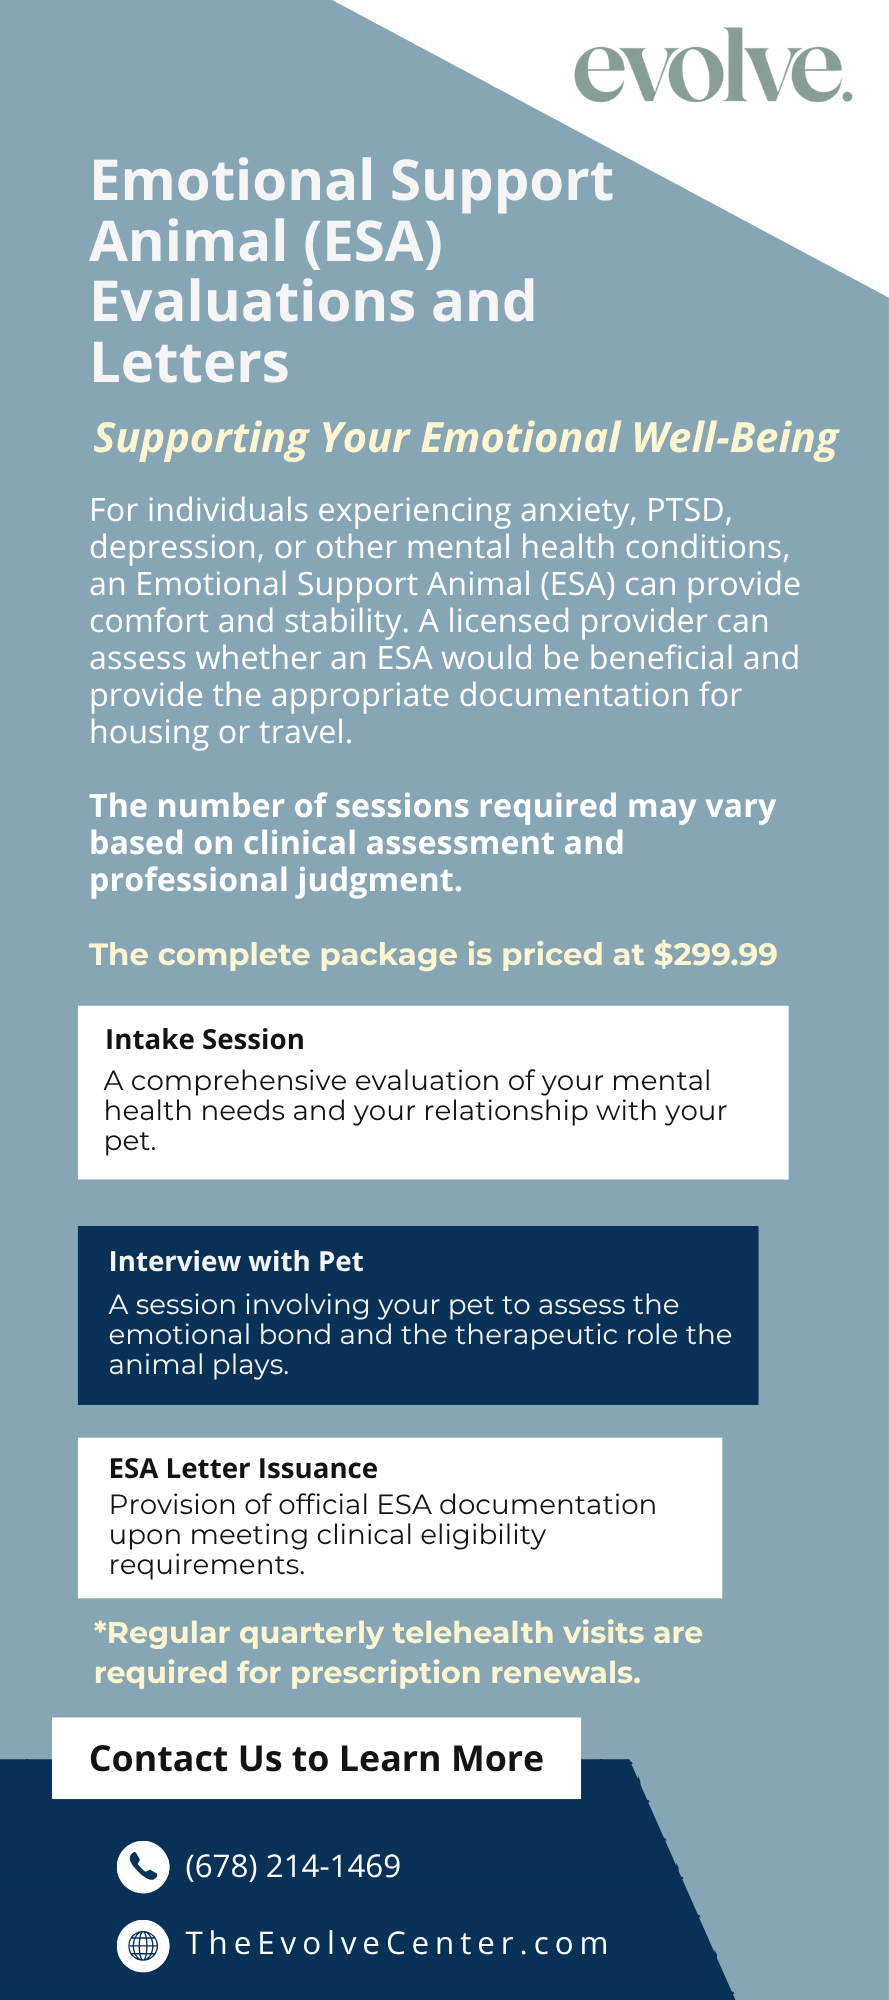 evolve.
Emotional Support
Animal (ESA)
Evaluations and
Letters
Supporting Your Emotional Well-Being
For individuals experiencing anxiety, PTSD,
depression, or other mental health conditions,
an Emotional Support Animal (ESA) can provide
comfort and stability. A licensed provider can
assess whether an ESA would be beneficial and
provide the appropriate documentation for
housing or travel.
The number of sessions required may vary
based on clinical assessment and
professional judgment.
The complete package is priced at $299.99
Intake Session
A comprehensive evaluation of your mental
health needs and your relationship with your
pet.
Interview with Pet
A session involving your pet to assess the
emotional bond and the therapeutic role the
animal plays.
ESA Letter Issuance
Provision of official ESA documentation
upon meeting clinical eligibility
requirements.
*Regular quarterly telehealth visits are
required for prescription renewals.
Contact Us to Learn More
(678) 214-1469
TheEvolveCenter.com